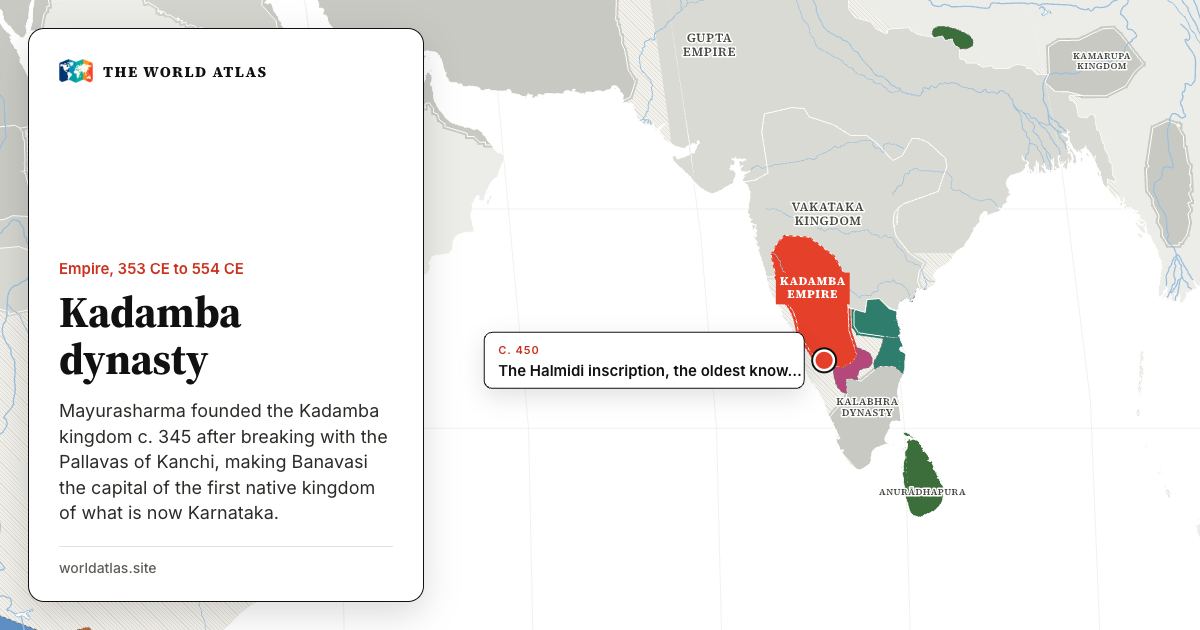 THE WORLD ATLAS
Empire, 353 CE to 554 CE
Kadamba
dynasty
Mayurasharma founded the Kadamba
kingdom c. 345 after breaking with the
Pallavas of Kanchi, making Banavasi
the capital of the first native kingdom
of what is now Karnataka.
worldatlas.site
GUPTA
EMPIRE
KAMARUPA
KINGDOM
VAKATAKA
KINGDOM
KADAMBA
EMPIRE
C. 450
The Halmidi inscription, the oldest know...
KALABHRA
DYNASTY
ANURĀDHAPURA